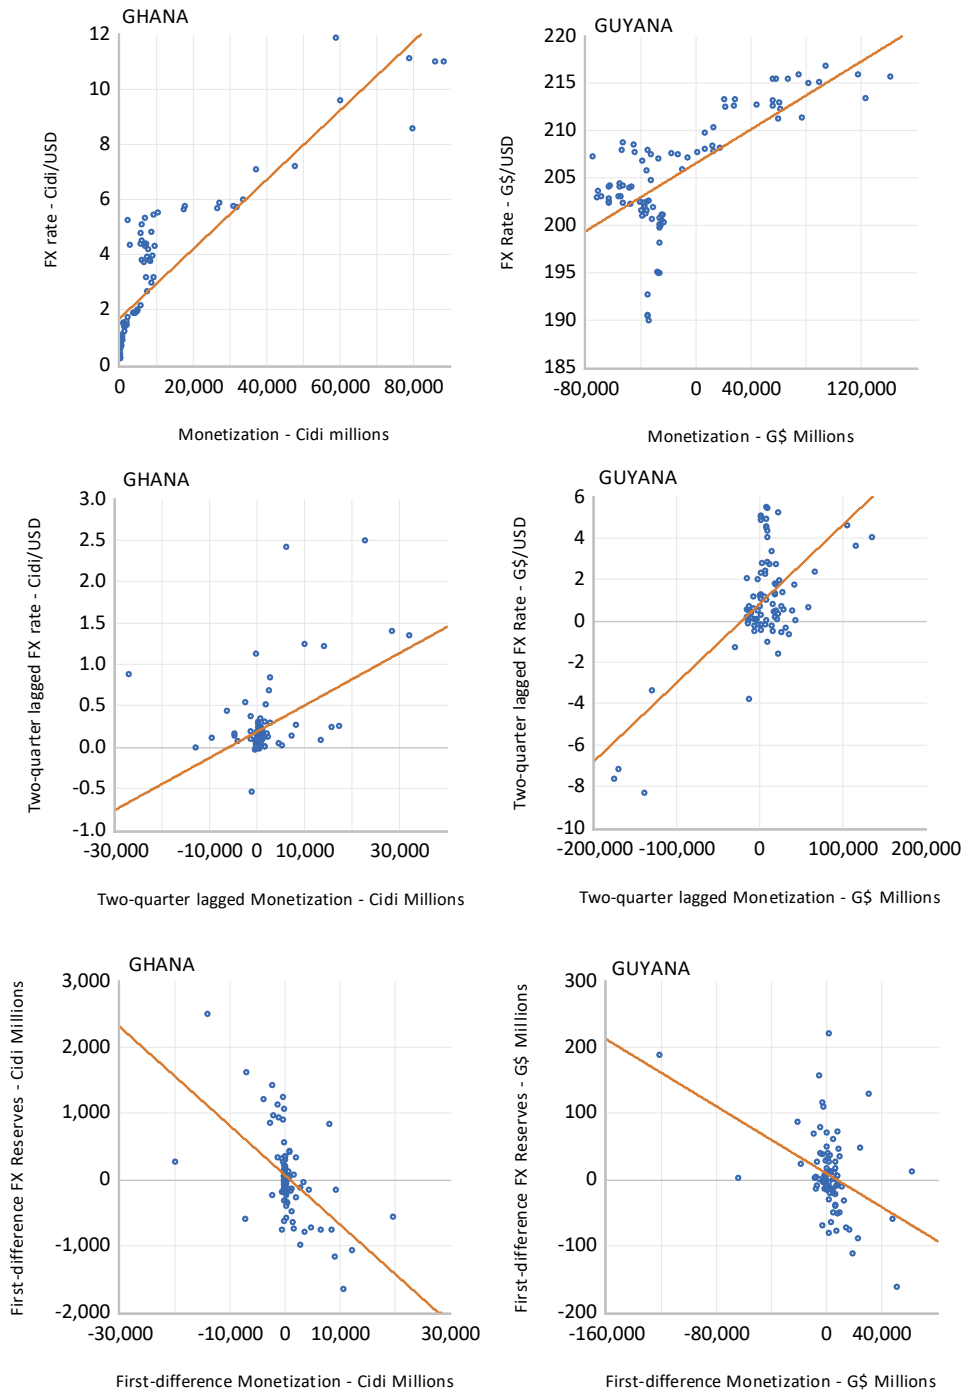 GHANA
FX rate - Cidi/USD
12
10
8
6
4
2
0
0 20,000 40,000 60,000 80,000
Monetization - Cidi millions
GUYANA
FX Rate - G$/USD
220
215
210
205
200
195
190
185
-80,000 0 40,000 120,000
Monetization - G$ Millions
GHANA
Two-quarter lagged FX rate - Cidi/USD
3.0
2.5
2.0
1.5
1.0
0.5
0.0
-0.5
-1.0
-30,000 -10,000 0 10,000 30,000
Two-quarter lagged Monetization - Cidi Millions
GUYANA
Two-quarter lagged FX Rate - G$/USD
6
4
2
0
-2
-4
-6
-8
-10
-200,000 -100,000 0 100,000 200,000
Two-quarter lagged Monetization - G$ Millions
GHANA
First-difference FX Reserves - Cidi Millions
3,000
2,000
1,000
0
-1,000
-2,000
-30,000 -10,000 0 10,000 30,000
First-difference Monetization - Cidi Millions
GUYANA
First-difference FX Reserves - G$ Millions
300
200
100
0
-100
-200
-160,000 -80,000 0 40,000
First-difference Monetization - G$ Millions